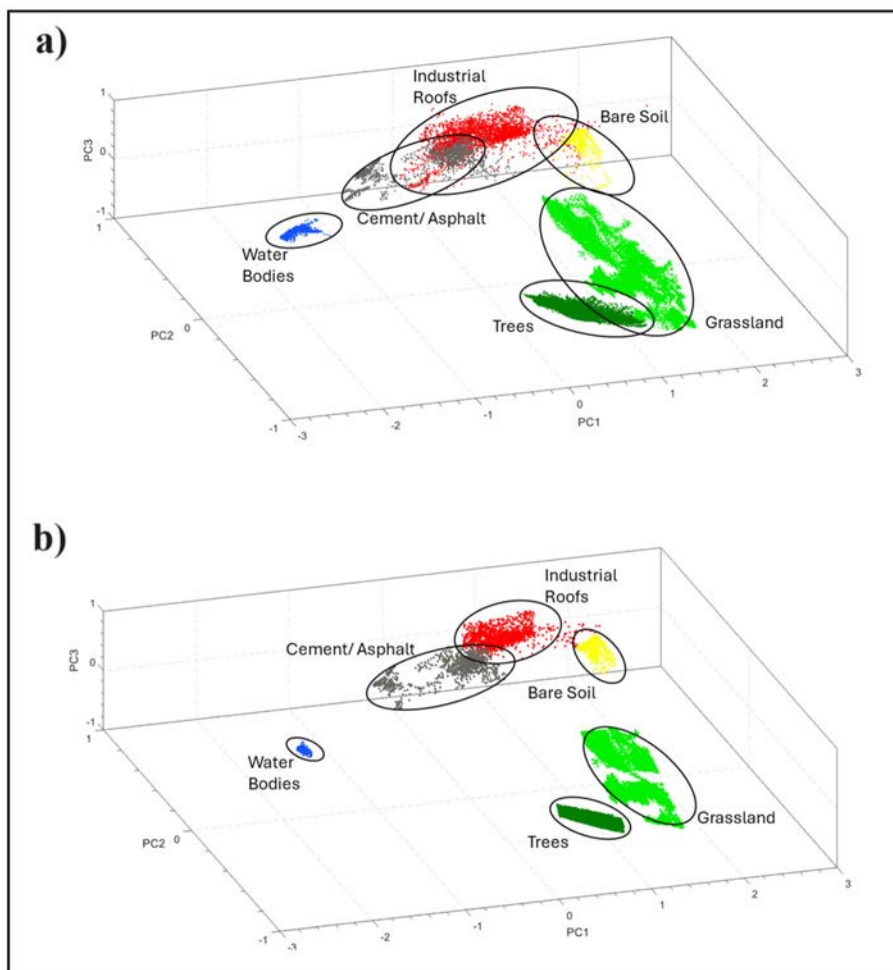 a)
Industrial
Roofs
Bare Soil
1
PC3
0
-1
1
Cement/ Asphalt
Water
Bodies
PC2
0
Trees
Grassland
3
2
1
0
PC1
-1
-2
-1
-3
b)
Industrial
Roofs
Cement/ Asphalt
1
PC3
0
Bare Soil
-1
1
Water
Bodies
Grassland
PC2
0
Trees
3
2
1
0
PC1
-1
-2
-1
-3